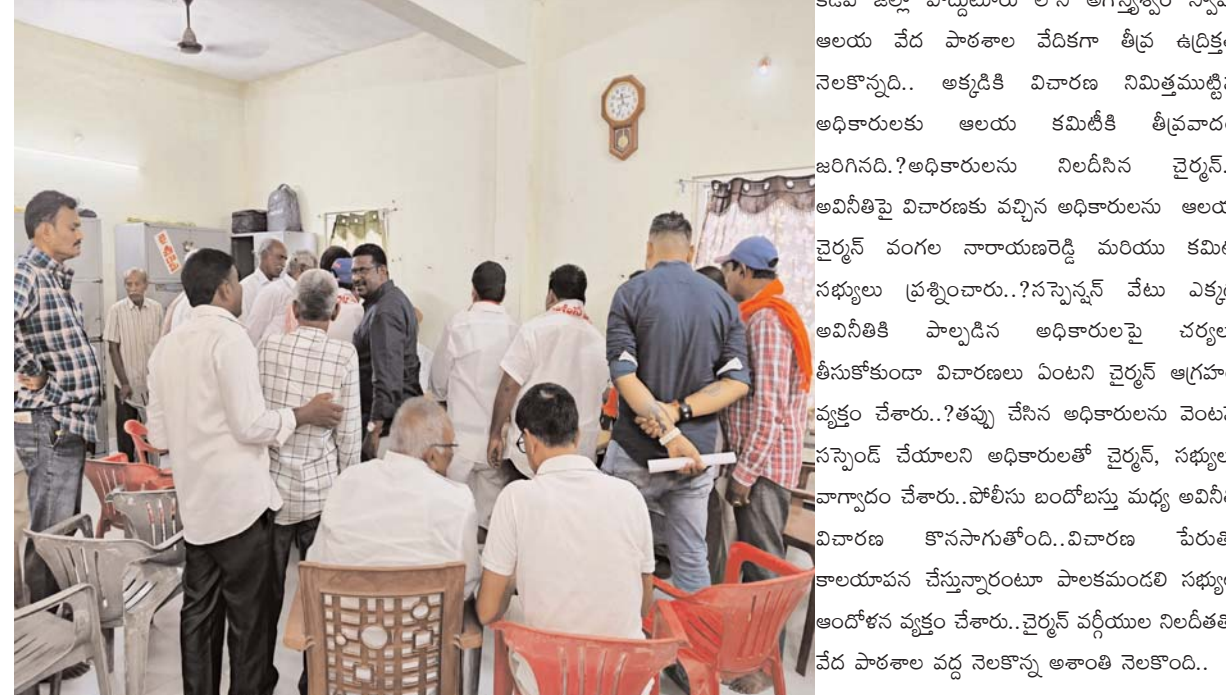 ఆలయ వేద పాఠశాల వేదికగా తీవ్ర ఉద్రిక్తత
నెలకొన్నది.. అక్కడికి విచారణ నిమిత్తముట్టిన
అధికారులకు ఆలయ కమిటీకి తీవ్రవాదం
జరిగినది.?అధికారులను నిలదీసిన చైర్మన్..
అవినీతిపై విచారణకు వచ్చిన అధికారులను ఆలయ
చైర్మన్ వంగల నారాయణరెడ్డి మరియు కమిటీ
సభ్యులు ప్రశ్నించారు..?సస్పెన్షన్ వేటు ఎక్కడ
అవినీతికి పాల్పడిన అధికారులపై చర్యలు
తీసుకోకుండా విచారణలు ఏంటని చైర్మన్ ఆగ్రహం
వ్యక్తం చేశారు..?తప్పు చేసిన అధికారులను వెంటనే
సస్పెండ్ చేయాలని అధికారులతో చైర్మన్, సభ్యులు
వాగ్వాదం చేశారు..పోలీసు బందోబస్తు మధ్య అవినీతి
విచారణ కొనసాగుతోంది..విచారణ పేరుతో
కాలయాపన చేస్తున్నారంటూ పాలకమండలి సభ్యులు
ఆందోళన వ్యక్తం చేశారు..చైర్మన్ వర్గీయుల నిలదీతతో
వేద పాఠశాల వద్ద నెలకొన్న అశాంతి నెలకొంది..